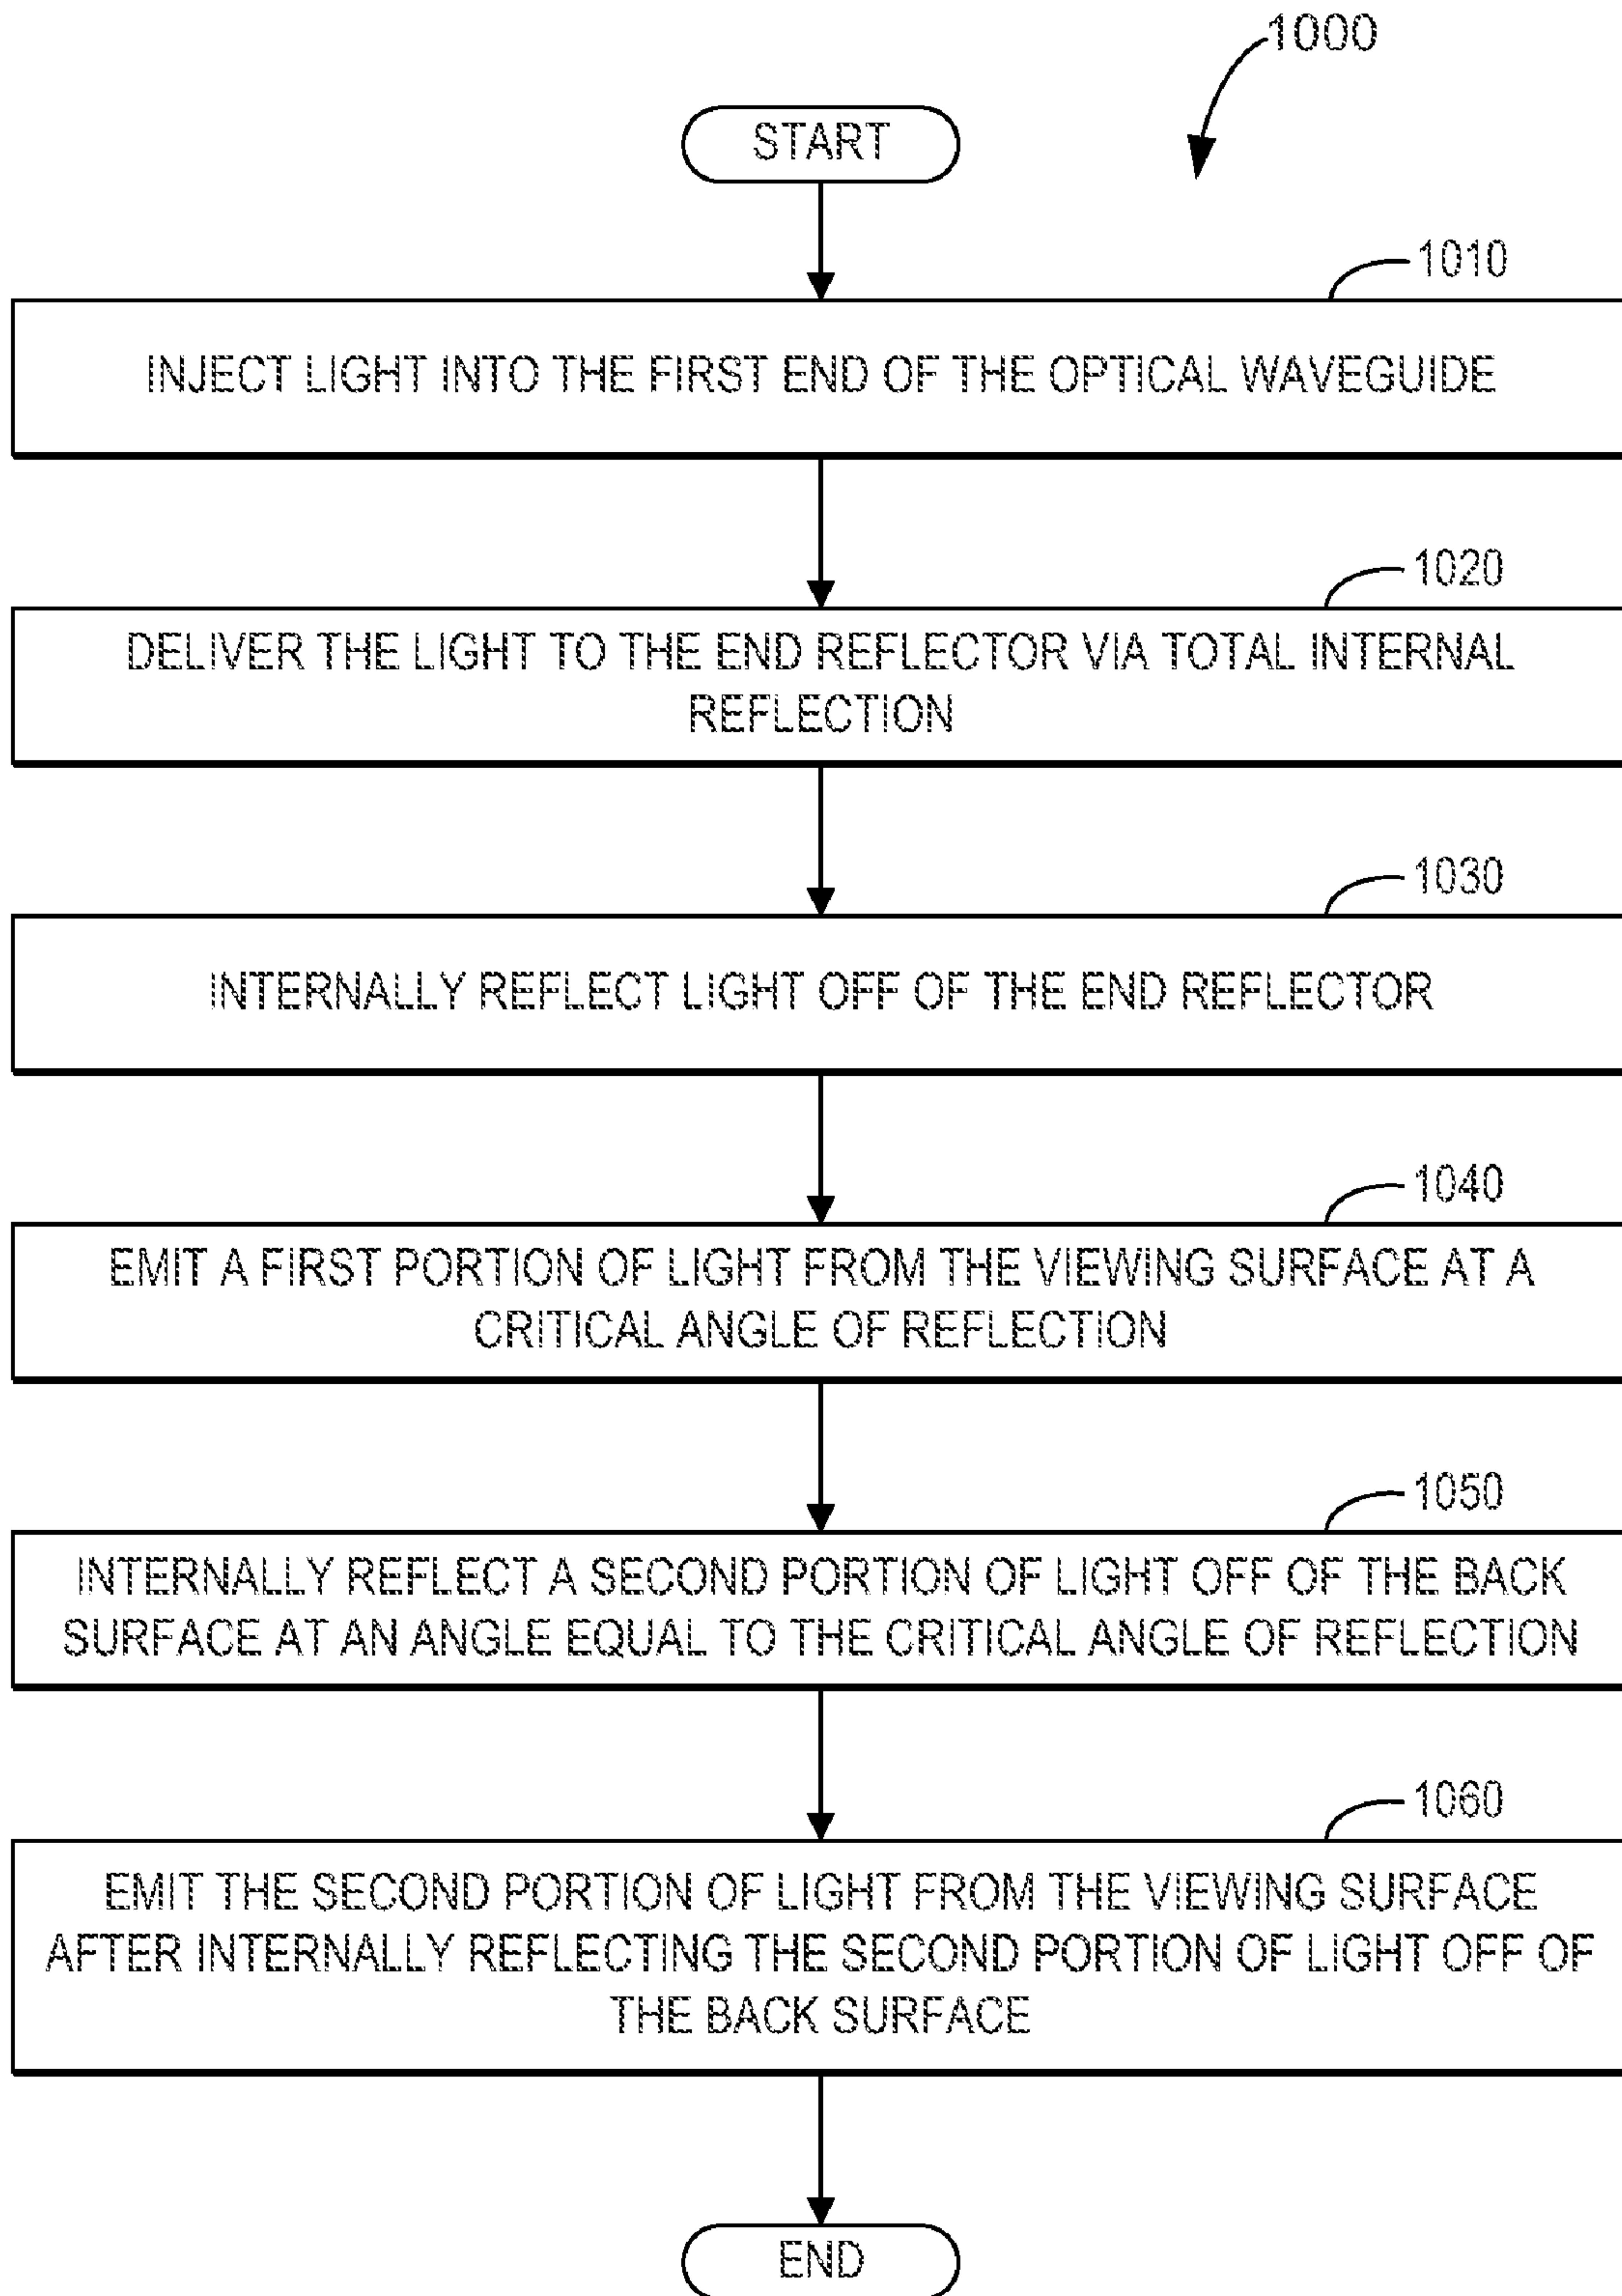 1000
START
1010
INJECT LIGHT INTO THE FIRST END OF THE OPTICAL WAVEGUIDE
1020
DELIVER THE LIGHT TO THE END REFLECTOR VIA TOTAL INTERNAL
REFLECTION
1030
INTERNALLY REFLECT LIGHT OFF OF THE END REFLECTOR
1040
EMIT A FIRST PORTION OF LIGHT FROM THE VIEWING SURFACE AT A
CRITICAL ANGLE OF REFLECTION
1050
INTERNALLY REFLECT A SECOND PORTION OF LIGHT OFF OF THE BACK
SURFACE AT AN ANGLE EQUAL TO THE CRITICAL ANGLE OF REFLECTION
1060
EMIT THE SECOND PORTION OF LIGHT FROM THE VIEWING SURFACE
AFTER INTERNALLY REFLECTING THE SECOND PORTION OF LIGHT OFF OF
THE BACK SURFACE
END